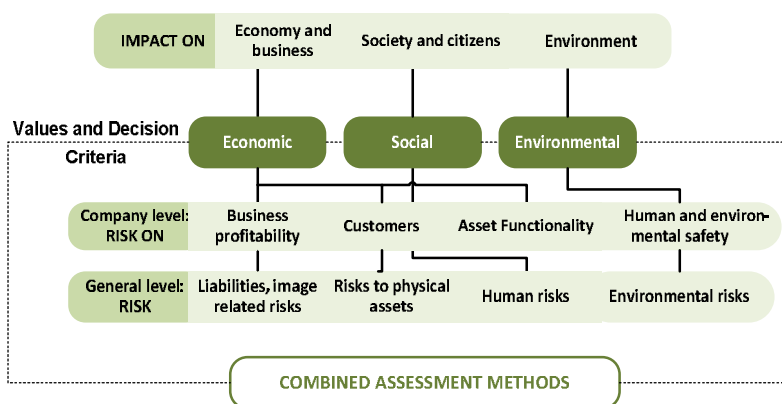 IMPACT ON
Economy and
business
Society and citizens
Environment
Values and Decision
Criteria
Economic
Social
Environmental
Company level:
RISK ON
Business
profitability
Customers
Asset Functionality
Human and environ-
mental safety
General level:
RISK
Liabilities, image
related risks
Risks to physical
assets
Human risks
Environmental risks
COMBINED ASSESSMENT METHODS